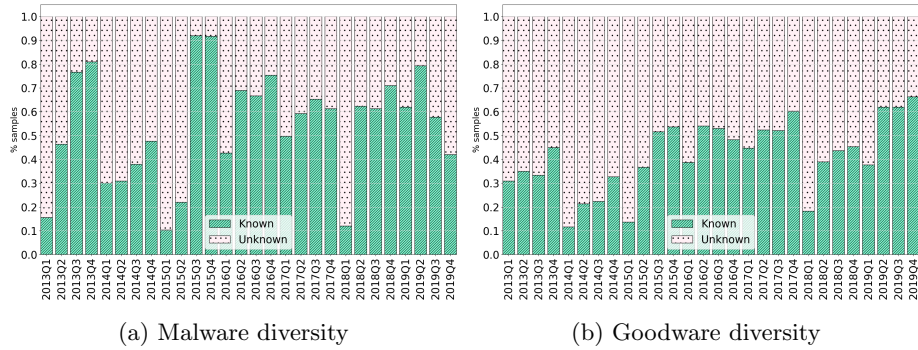 % samples
1.0
0.9
0.8
0.7
0.6
0.5
0.4
0.3
0.2
0.1
0.0
Known
Unknown
2013Q1
2013Q2
2013Q3
2013Q4
2014Q1
2014Q2
2014Q3
2014Q4
2015Q1
2015Q2
2015Q3
2015Q4
2016Q1
2016Q2
2016Q3
2016Q4
2017Q1
2017Q2
2017Q3
2017Q4
2018Q1
2018Q2
2018Q3
2018Q4
2019Q1
2019Q2
2019Q3
2019Q4
(a) Malware diversity
% samples
1.0
0.9
0.8
0.7
0.6
0.5
0.4
0.3
0.2
0.1
0.0
Known
Unknown
2013Q1
2013Q2
2013Q3
2013Q4
2014Q1
2014Q2
2014Q3
2014Q4
2015Q1
2015Q2
2015Q3
2015Q4
2016Q1
2016Q2
2016Q3
2016Q4
2017Q1
2017Q2
2017Q3
2017Q4
2018Q1
2018Q2
2018Q3
2018Q4
2019Q1
2019Q2
2019Q3
2019Q4
(b) Goodware diversity